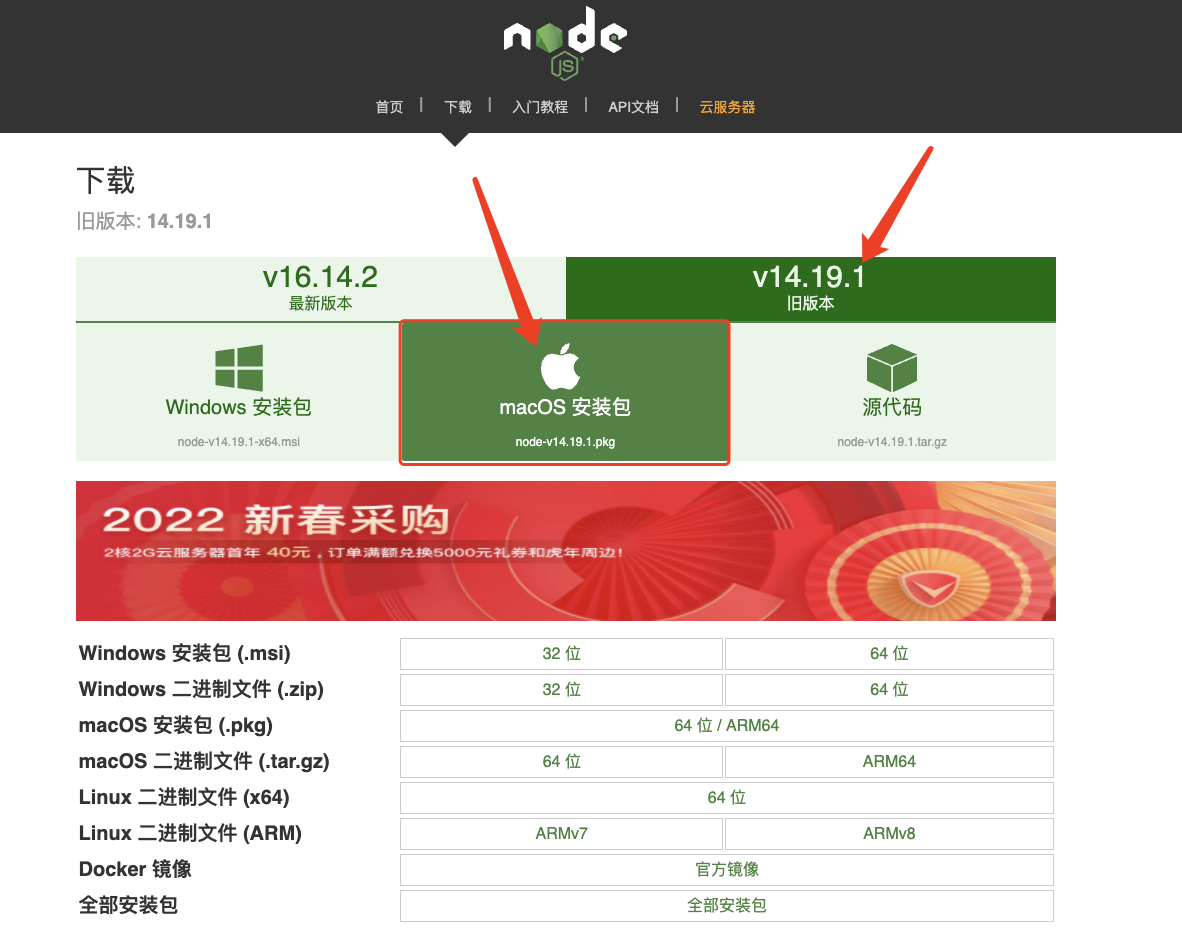 node
JS
首页 | 下载 | 入门教程 | API文档 | 云服务器
下载
旧版本: 14.19.1
v16.14.2
最新版本
v14.19.1
旧版本
Windows 安装包
node-v14.19.1-x64.msi
macOS 安装包
node-v14.19.1.pkg
源代码
node-v14.19.1.tar.gz
2022 新春采购
2核2G云服务器首年 40元，订单满额兑换5000元礼券和虎年周边!
Windows 安装包 (.msi) 32 位 64 位
Windows 二进制文件 (.zip) 32 位 64 位
macOS 安装包 (.pkg) 64 位 / ARM64
macOS 二进制文件 (.tar.gz) 64 位 ARM64
Linux 二进制文件 (x64) 64 位
Linux 二进制文件 (ARM) ARMv7 ARMv8
Docker 镜像 官方镜像
全部安装包 全部安装包